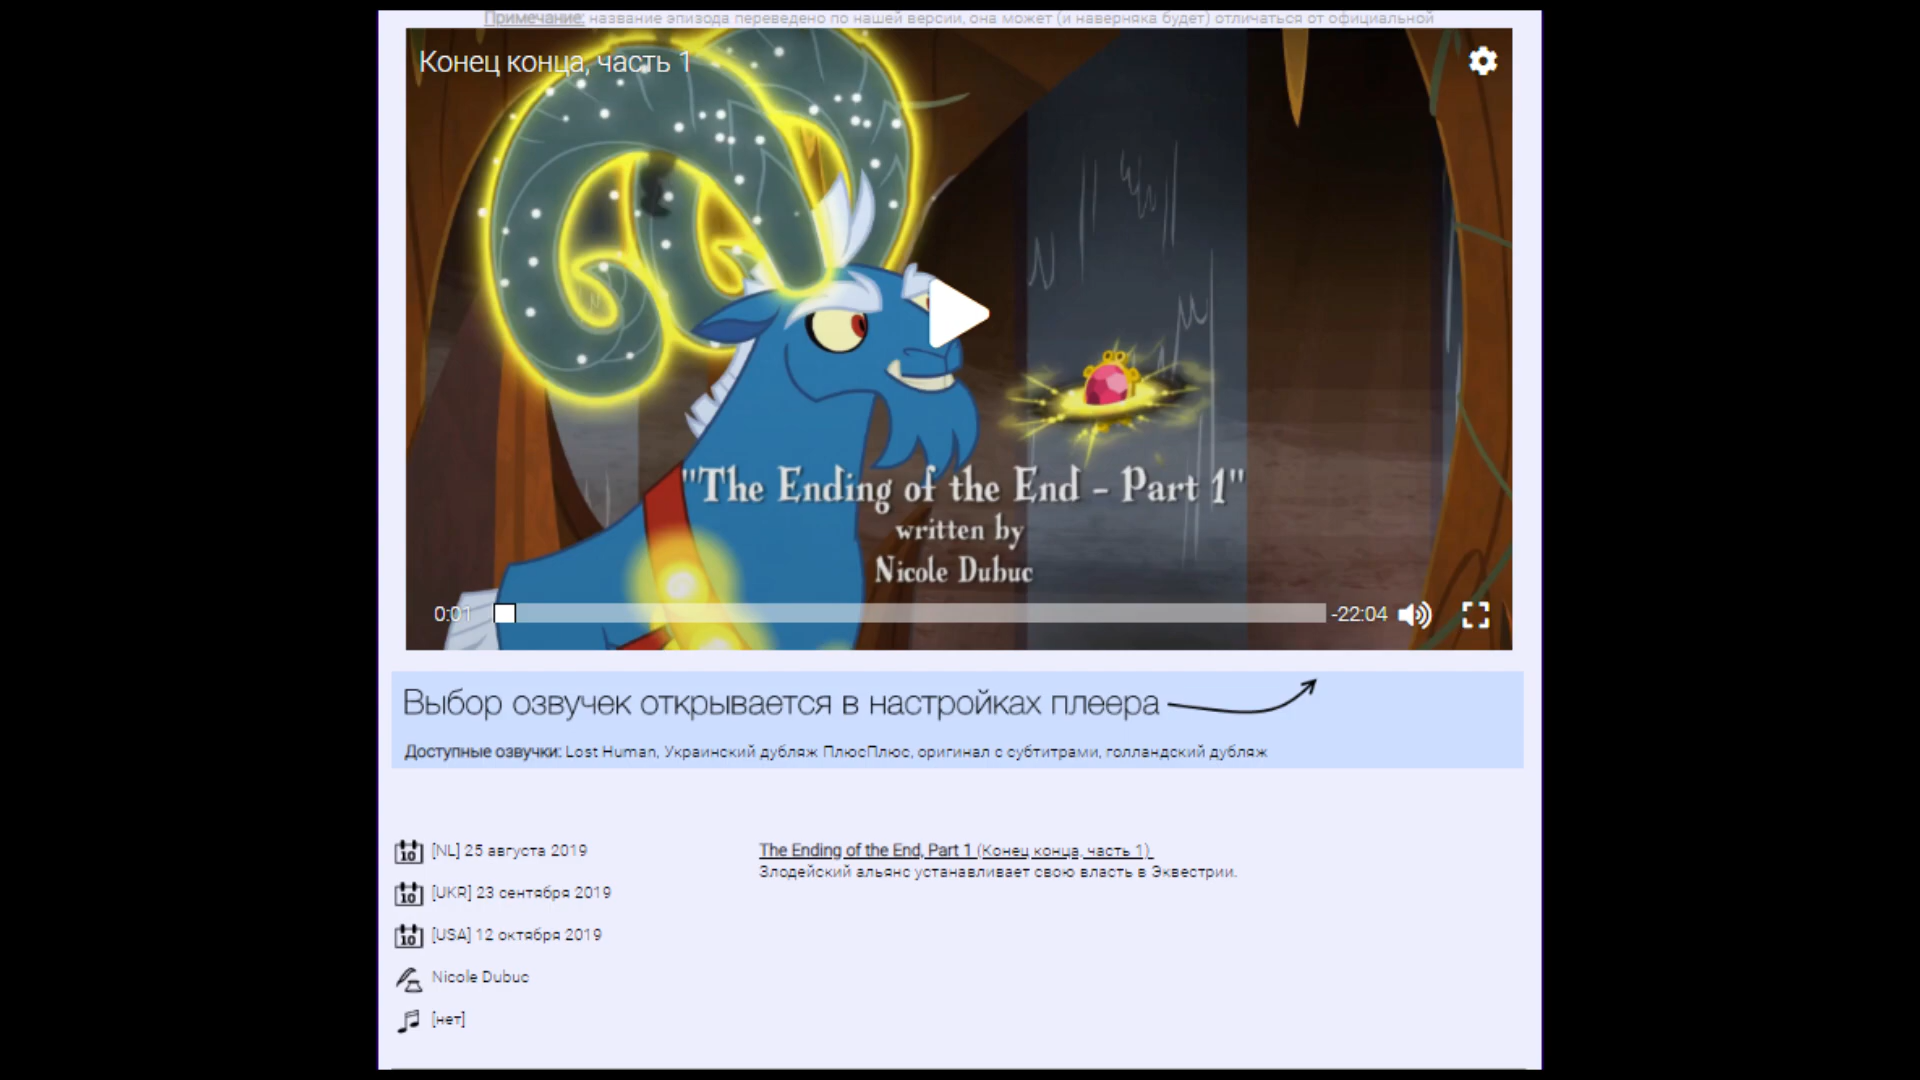 Примечание: название эпизода переведено по нашей версии, она может (и наверняка будет) отличаться от официальной
Конец конца, часть 1
"The Ending of the End - Part 1"
written by
Nicole Dubuc
0:01
-22:04
Выбор озвучек открывается в настройках плеера
Доступные озвучки: Lost Human, Украинский дубляж ПлюсПлюс, оригинал с субтитрами, голландский дубляж
10 [NL] 25 августа 2019
10 [UKR] 23 сентября 2019
10 [USA] 12 октября 2019
Nicole Dubuc
[нет]
The Ending of the End, Part 1 (Конец конца, часть 1)
Злодейский альянс устанавливает свою власть в Эквестрии.